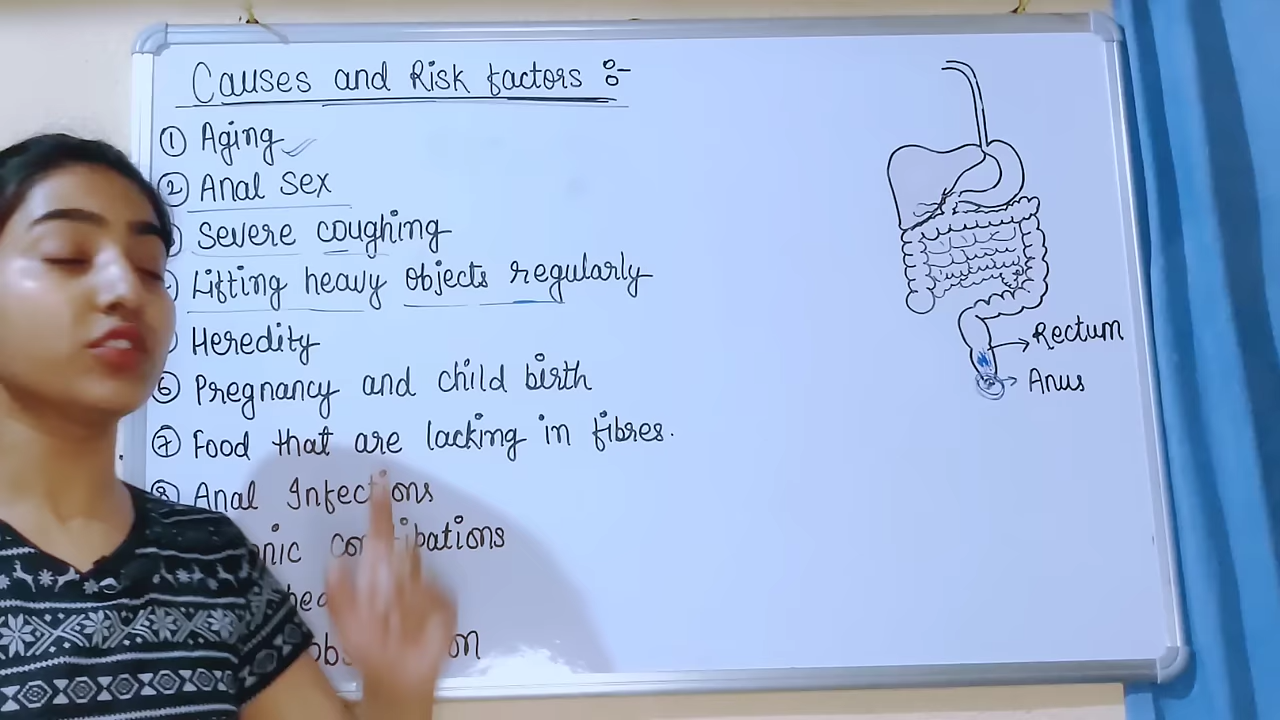 Causes and Risk factors :-
① Aging
② Anal sex
Severe coughing
Lifting heavy objects regularly
Heredity
⑥ Pregnancy and child birth
⑦ Food that are lacking in fibres.
⑧ Anal Infections
Rectum
Anus